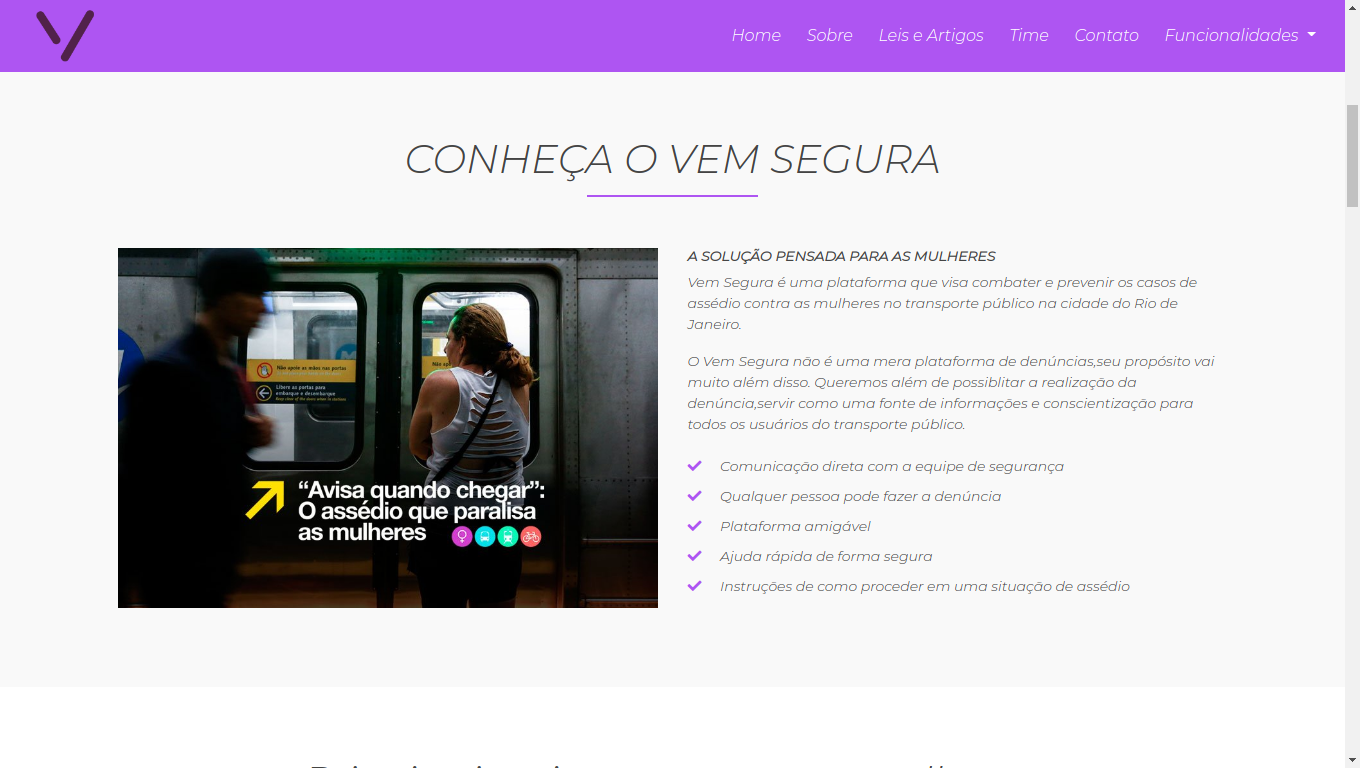 Home Sobre Leis e Artigos Time Contato Funcionalidades
CONHEÇA O VEM SEGURA
Não apoie as mãos nas portas
Não apoie as
Libere as portas para
embarque e desembarque
Keep clear of the doors when in stations
“Avisa quando chegar”:
O assédio que paralisa
as mulheres
A SOLUÇÃO PENSADA PARA AS MULHERES
Vem Segura é uma plataforma que visa combater e prevenir os casos de
assédio contra as mulheres no transporte público na cidade do Rio de
Janeiro.
O Vem Segura não é uma mera plataforma de denúncias,seu propósito vai
muito além disso. Queremos além de possiblitar a realização da
denúncia,servir como uma fonte de informações e conscientização para
todos os usuários do transporte público.
Comunicação direta com a equipe de segurança
Qualquer pessoa pode fazer a denúncia
Plataforma amigável
Ajuda rápida de forma segura
Instruções de como proceder em uma situação de assédio